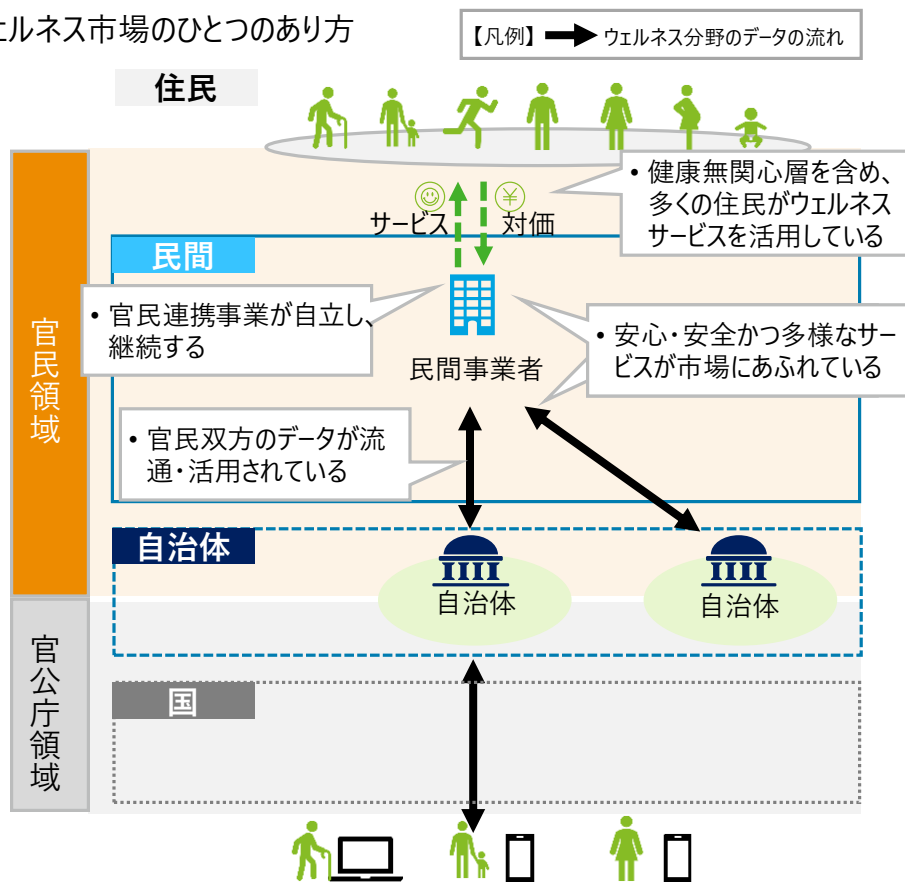 ェルネス市場のひとつのあり方
【凡例】 ウェルネス分野のデータの流れ
住民
• 健康無関心層を含め、
多くの住民がウェルネス
サービスを活用している
¥
サービス
対価
民間
官民領域
• 官民連携事業が自立し、
継続する
民間事業者
• 安心・安全かつ多様なサー
ビスが市場にあふれている
• 官民双方のデータが流
通・活用されている
自治体
自治体
自治体
官公庁領域
国